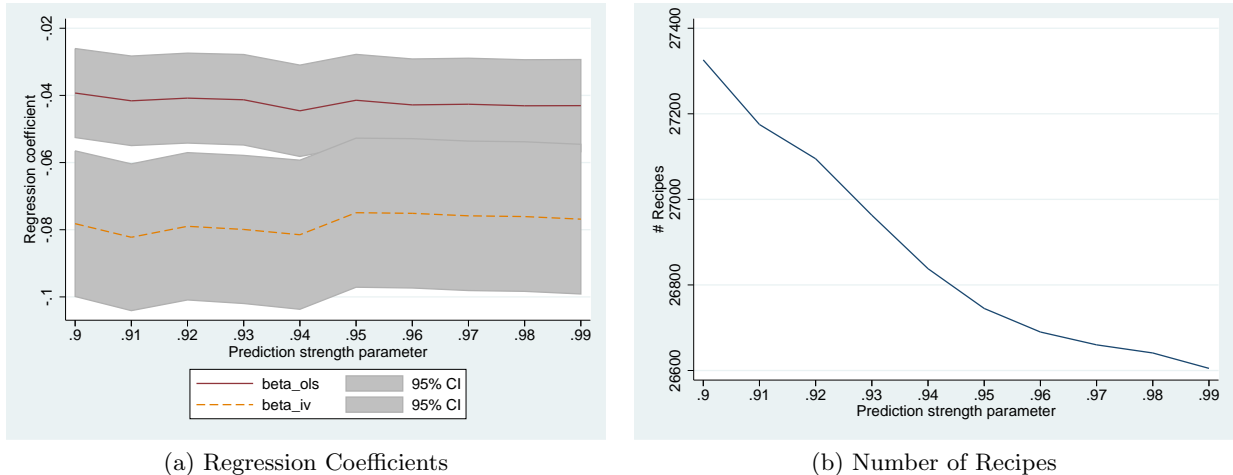 -.02
-.04
-.06
-.08
-.1
Regression coefficient
.9 .91 .92 .93 .94 .95 .96 .97 .98 .99
Prediction strength parameter
beta_ols 95% CI
beta_iv 95% CI
(a) Regression Coefficients
27400
27200
27000
26800
26600
# Recipes
.9 .91 .92 .93 .94 .95 .96 .97 .98 .99
Prediction strength parameter
(b) Number of Recipes